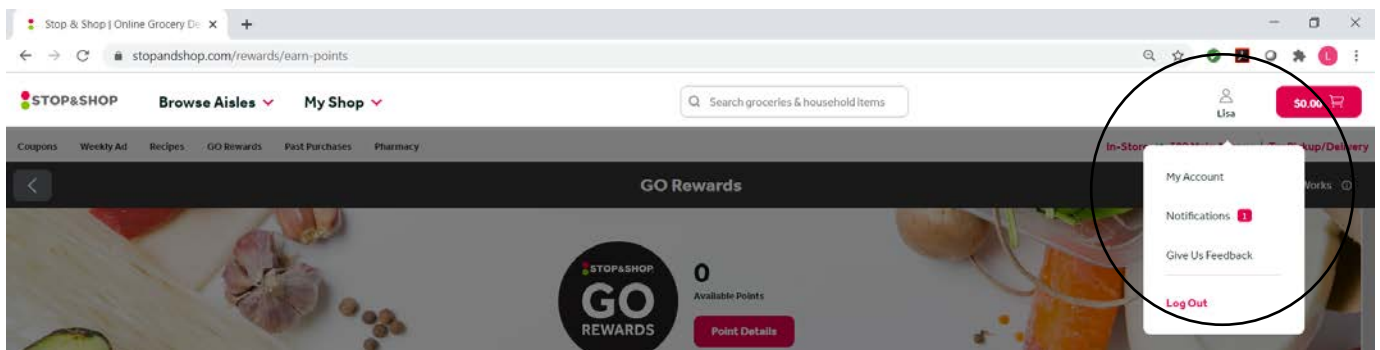 Stop & Shop | Online Grocery De
stopandshop.com/rewards/earn-points
L
STOP&SHOP
Browse Aisles
My Shop
Search groceries & household items
Lisa
$0.00
Coupons Weekly Ad Recipes GO Rewards Past Purchases Pharmacy
In-Store
Pickup/Delivery
GO Rewards
Works
My Account
Notifications 1
Give Us Feedback
Log Out
STOP&SHOP
GO
REWARDS
0
Available Points
Point Details